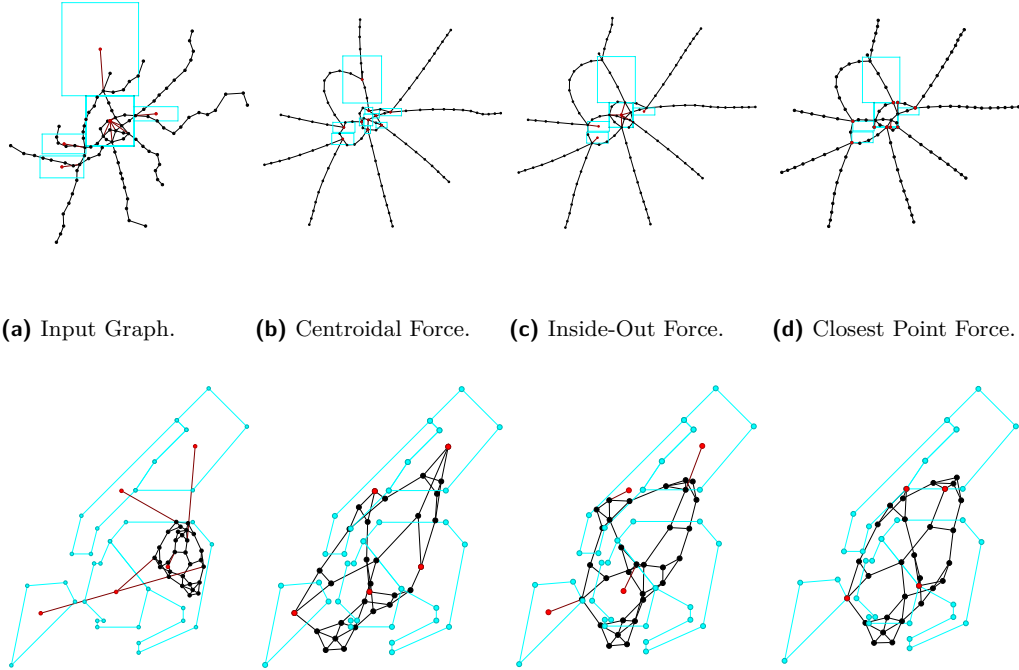 (a) Input Graph. (b) Centroidal Force. (c) Inside-Out Force. (d) Closest Point Force.